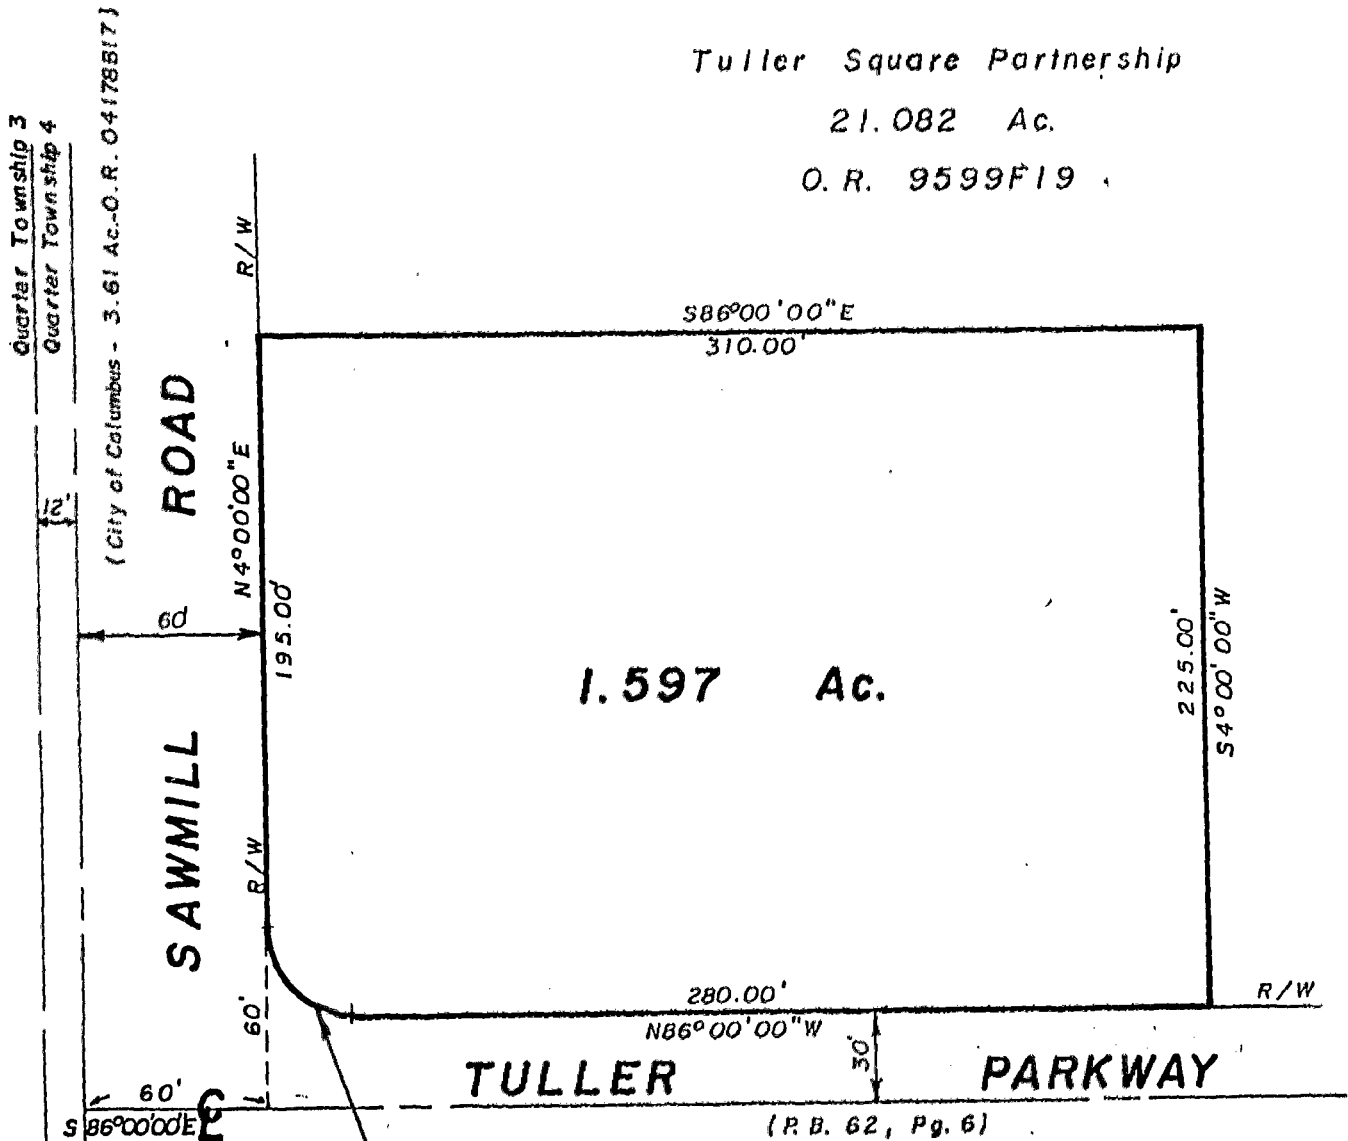 Tuller Square Partnership
21.082 Ac.
O. R. 9599F19
Quarter Township 3
Quarter Township 4
(City of Columbus - 3.61 Ac.-O.R. 04178B17)
R/W
S86°00'00"E
310.00'
ROAD
N4°00'00"E
12'
60'
195.00'
225.00'
S4°00'00"W
1.597 Ac.
SAWMILL
R/W
280.00'
N86°00'00"W
R/W
60'
30'
TULLER PARKWAY
60'
S86°00'00"E
(P.B. 62, Pg. 6)